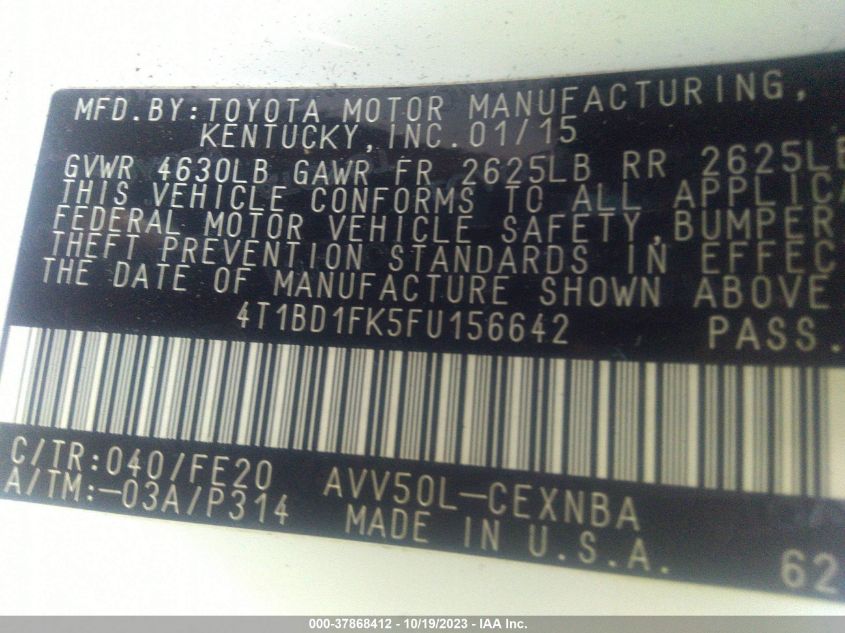 MFD.BY:TOYOTA MOTOR MANUFACTURING,
KENTUCKY,INC.01/15
GVWR 4630LB GAWR FR 2625LB RR 2625LB
THIS VEHICLE CONFORMS TO ALL APPLICA
FEDERAL MOTOR VEHICLE SAFETY,BUMPER
THEFT PREVENTION STANDARDS IN EFFEC
THE DATE OF MANUFACTURE SHOWN ABOVE
4T1BD1FK5FU156642 PASS.
C/TR:040/FE20 AVV50L-CEXNBA
A/TM:-03A/P314 MADE IN U.S.A.
62
000-37868412 - 10/19/2023 - IAA Inc.